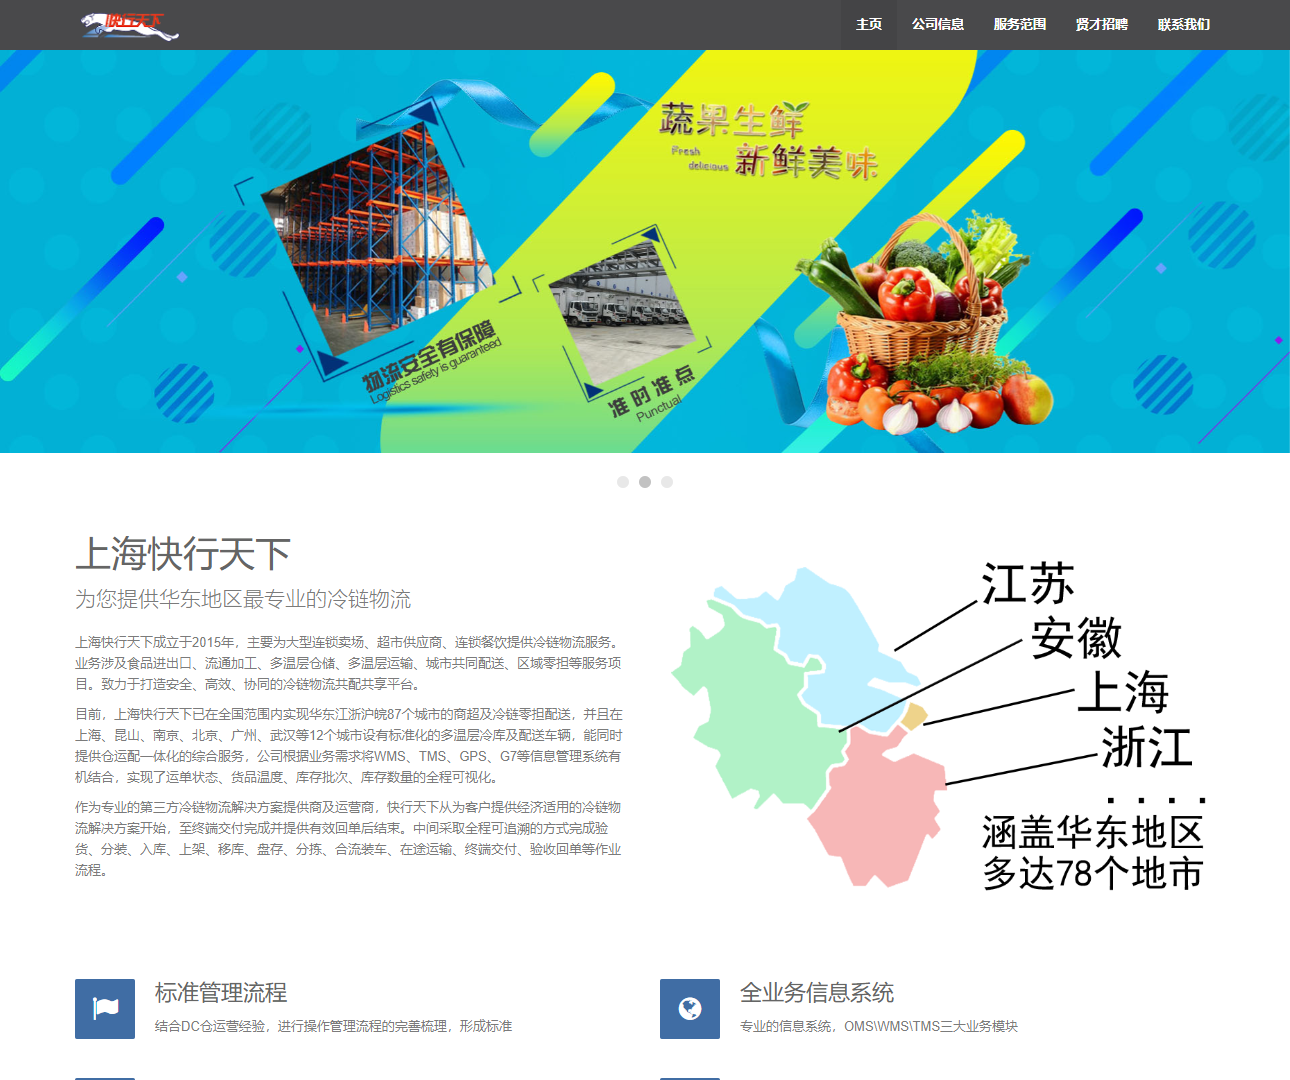 快行天下
主页
公司信息
服务范围
贤才招聘
联系我们
蔬果生鲜
Fresh
delicious
新鲜美味
物流安全有保障
Logistics safety is guaranteed
准时准点
Punctual
上海快行天下
为您提供华东地区最专业的冷链物流
上海快行天下成立于2015年，主要为大型连锁卖场、超市供应商、连锁餐饮提供冷链物流服务。
业务涉及食品进出口、流通加工、多温层仓储、多温层运输、城市共同配送、区域零担等服务项
目。致力于打造安全、高效、协同的冷链物流共配共享平台。
目前，上海快行天下已在全国范围内实现华东江浙沪皖87个城市的商超及冷链零担配送，并且在
上海、昆山、南京、北京、广州、武汉等12个城市设有标准化的多温层冷库及配送车辆，能同时
提供仓运配一体化的综合服务，公司根据业务需求将WMS、TMS、GPS、G7等信息管理系统有
机结合，实现了运单状态、货品温度、库存批次、库存数量的全程可视化。
作为专业的第三方冷链物流解决方案提供商及运营商，快行天下从为客户提供经济适用的冷链物
流解决方案开始，至终端交付完成并提供有效回单后结束。中间采取全程可追溯的方式完成验
货、分装、入库、上架、移库、盘存、分拣、合流装车、在途运输、终端交付、验收回单等作业
流程。
江苏
安徽
上海
浙江
....
涵盖华东地区
多达78个地市
标准管理流程
结合DC仓运营经验，进行操作管理流程的完善梳理，形成标准
全业务信息系统
专业的信息系统，OMS\WMS\TMS三大业务模块